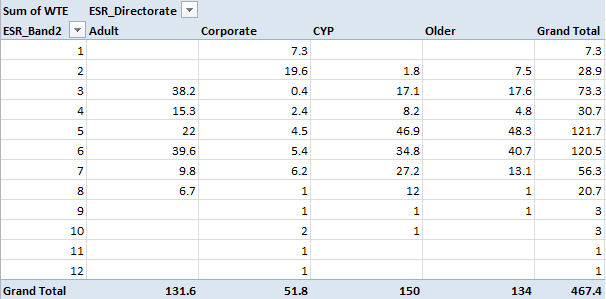 Sum of WTE ESR_Directorate
ESR_Band2 Adult Corporate CYP Older Grand Total
1 7.3 7.3
2 19.6 1.8 7.5 28.9
3 38.2 0.4 17.1 17.6 73.3
4 15.3 2.4 8.2 4.8 30.7
5 22 4.5 46.9 48.3 121.7
6 39.6 5.4 34.8 40.7 120.5
7 9.8 6.2 27.2 13.1 56.3
8 6.7 1 12 1 20.7
9 1 1 1 3
10 2 1 3
11 1 1
12 1 1
Grand Total 131.6 51.8 150 134 467.4